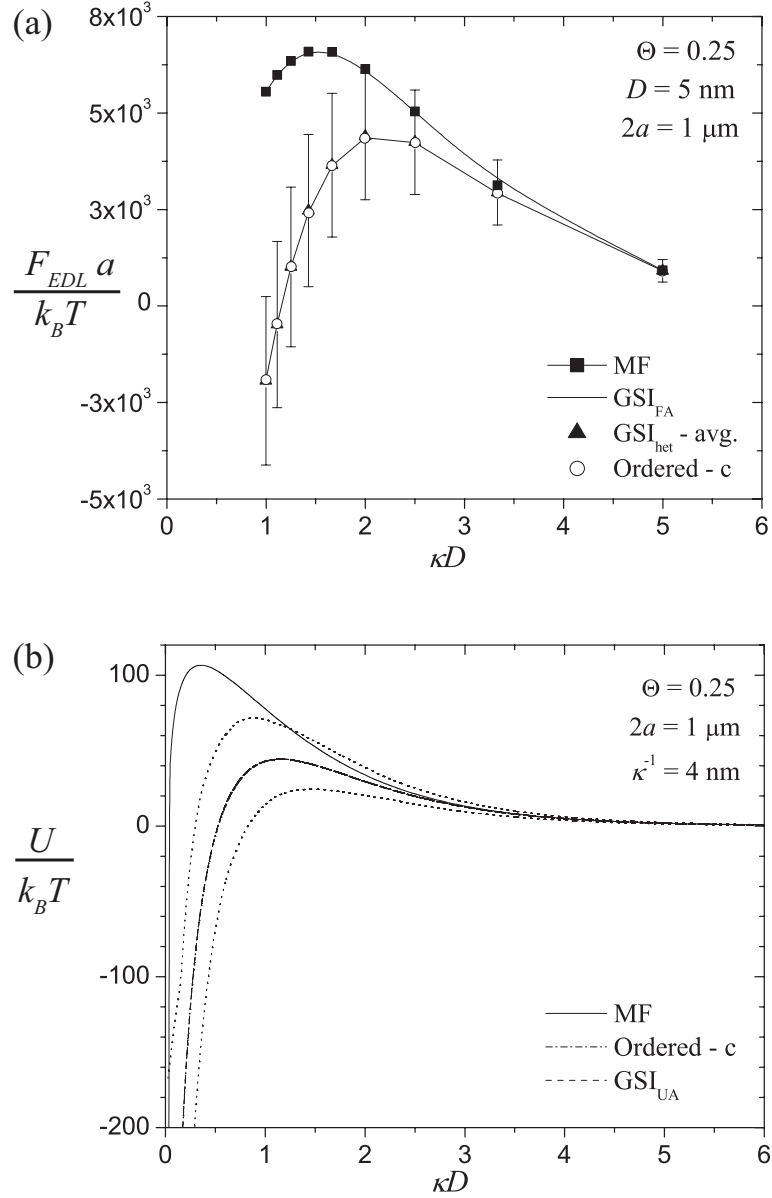 (a)
8x10³
5x10³
3x10³
0
-3x10³
-5x10³
F_EDL a
k_B T
Θ = 0.25
D = 5 nm
2a = 1 μm
MF
GSI_FA
GSI_het - avg.
Ordered - c
0 1 2 3 4 5 6
κD
(b)
100
0
-100
-200
U
k_B T
Θ = 0.25
2a = 1 μm
κ⁻¹ = 4 nm
MF
Ordered - c
GSI_UA
0 1 2 3 4 5 6
κD